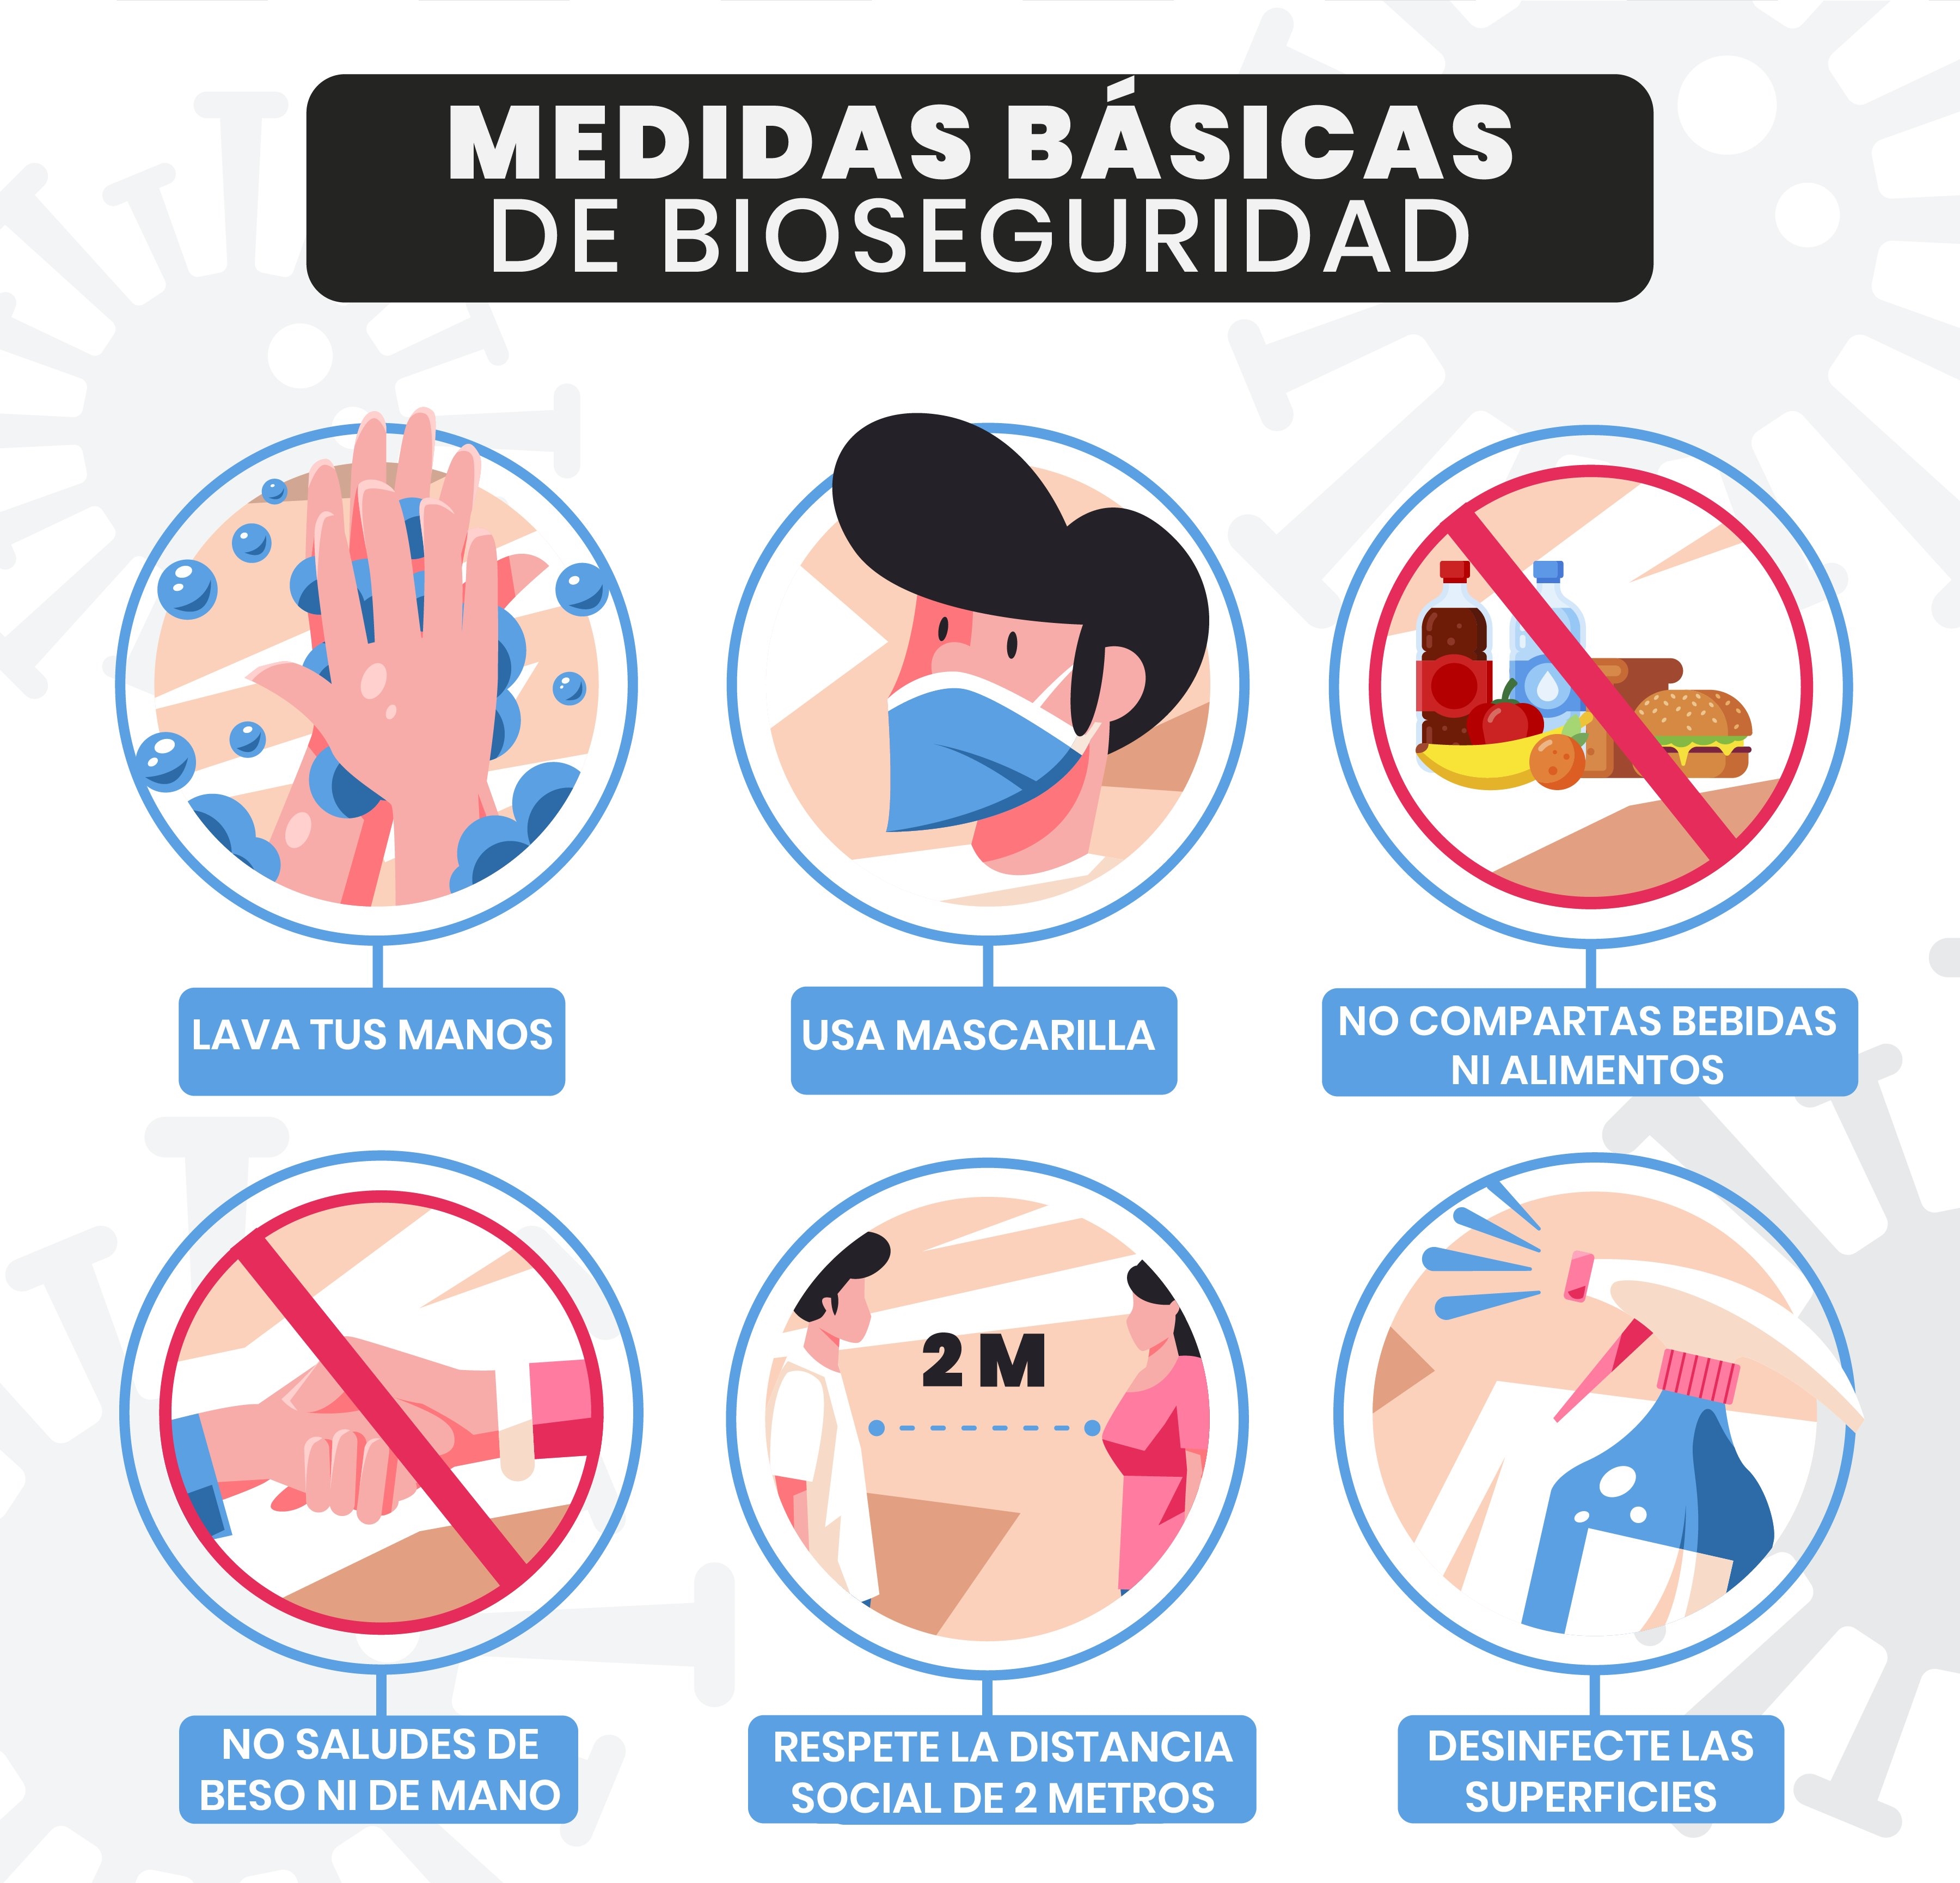 MEDIDAS BÁSICAS
DE BIOSEGURIDAD
LAVA TUS MANOS
USA MASCARILLA
NO COMPARTAS BEBIDAS
NI ALIMENTOS
2 M
NO SALUDES DE
BESO NI DE MANO
RESPETE LA DISTANCIA
SOCIAL DE 2 METROS
DESINFECTE LAS
SUPERFICIES